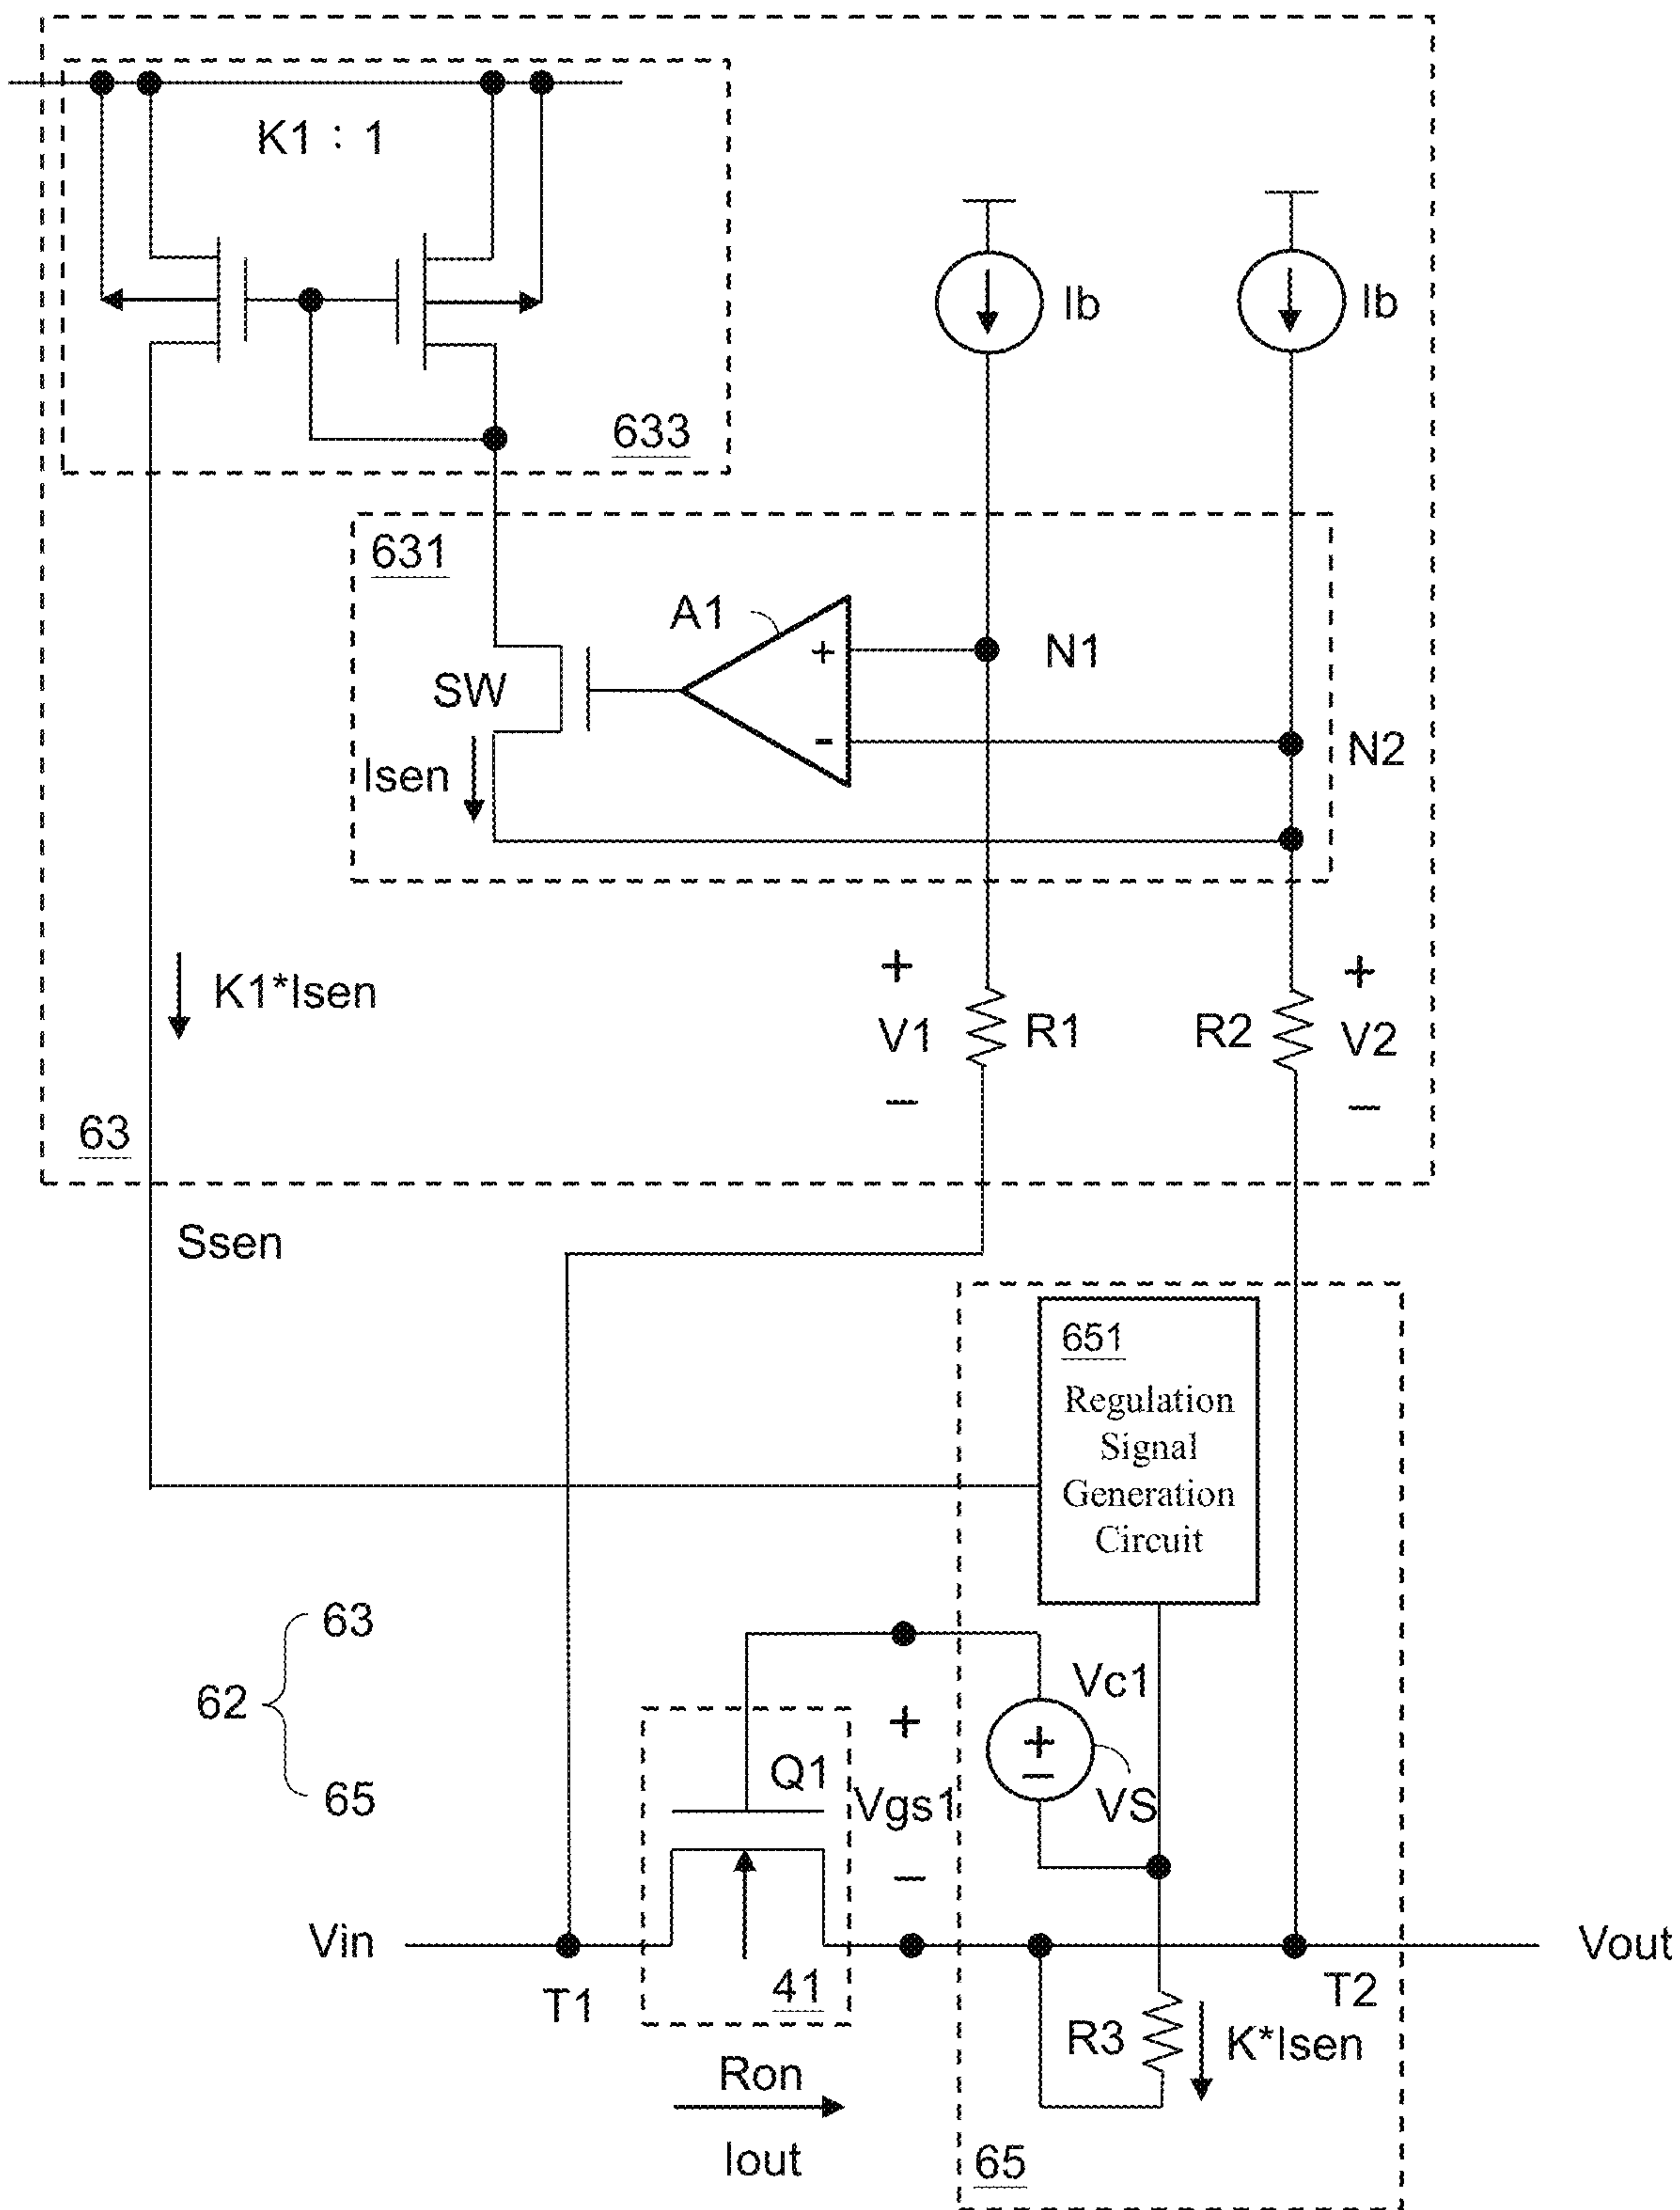 K1 : 1
Ib
Ib
633
631
A1
+
N1
SW
-
N2
Isen
K1*Isen
+
V1
−
R1
R2
+
V2
−
63
Ssen
651
Regulation
Signal
Generation
Circuit
62
63
65
Vc1
+
Q1
+
−
Vgs1
VS
−
Vin
Vout
T1
41
T2
R3
K*Isen
Ron
Iout
65